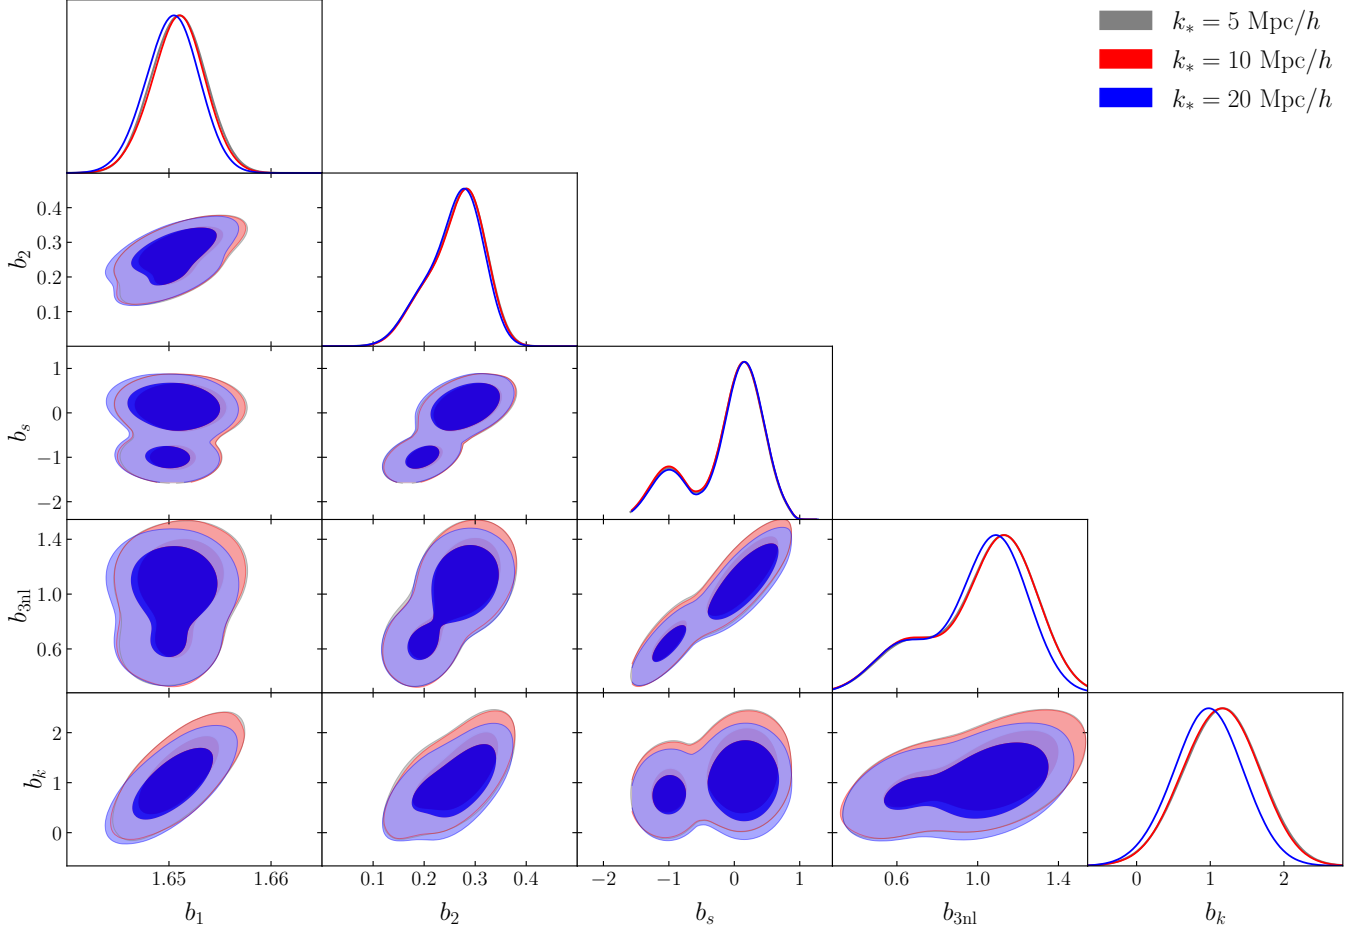 k* = 5 Mpc/h
k* = 10 Mpc/h
k* = 20 Mpc/h
0.4
0.3
0.2
0.1
b2
1
0
−1
−2
bs
1.4
1.0
0.6
b3nl
2
1
0
bk
1.65 1.66
0.1 0.2 0.3 0.4
−2 −1 0 1
0.6 1.0 1.4
0 1 2
b1 b2 bs b3nl bk